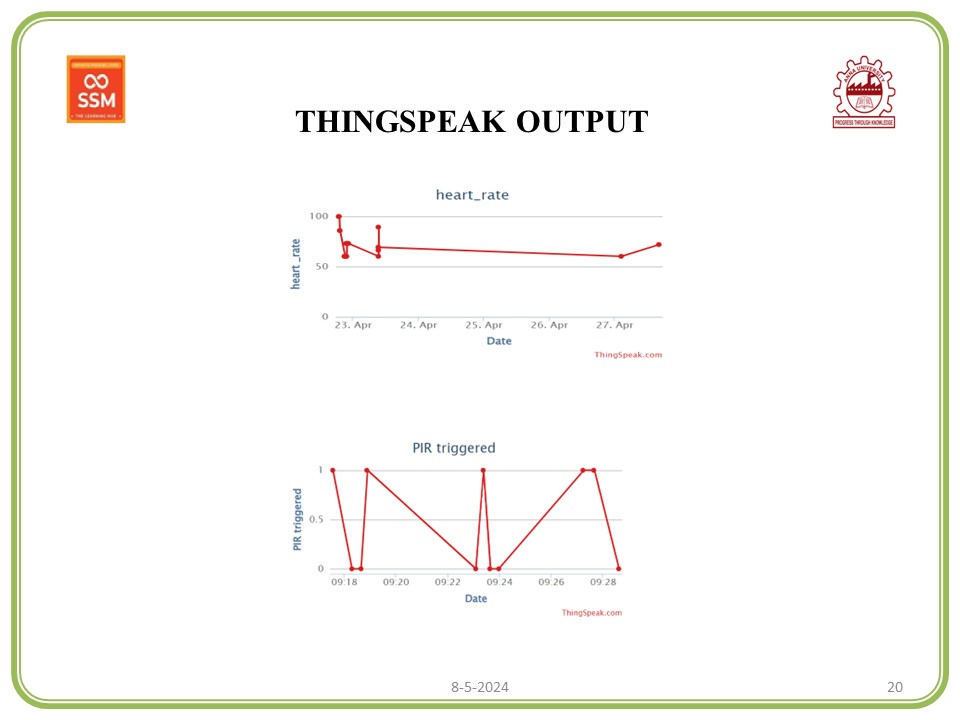 SSM
THE LEARNING HUB
ANNA UNIVERSITY
PROGRESS THROUGH KNOWLEDGE
THINGSPEAK OUTPUT
heart_rate
heart _rate
100
50
0
23. Apr 24. Apr 25. Apr 26. Apr 27. Apr
Date
ThingSpeak.com
PIR triggered
PIR triggered
1
0.5
0
09:18 09:20 09:22 09:24 09:26 09:28
Date
ThingSpeak.com
8-5-2024
20